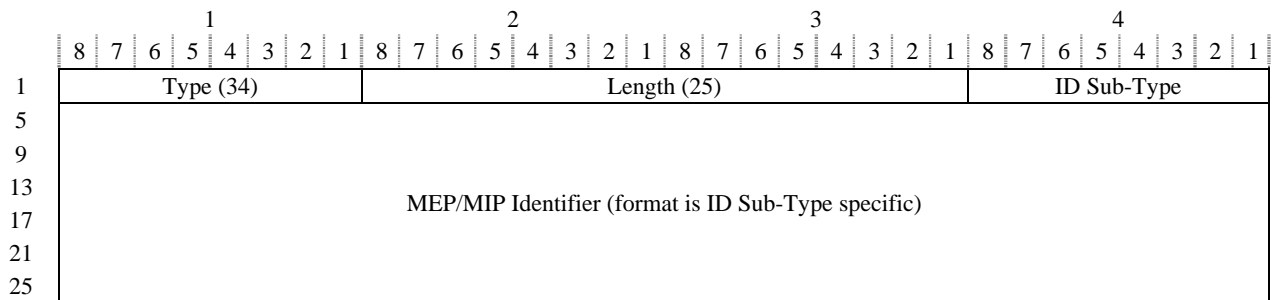 1 2 3 4
8 7 6 5 4 3 2 1 8 7 6 5 4 3 2 1 8 7 6 5 4 3 2 1 8 7 6 5 4 3 2 1
1 Type (34) Length (25) ID Sub-Type
5
9
13
MEP/MIP Identifier (format is ID Sub-Type specific)
17
21
25